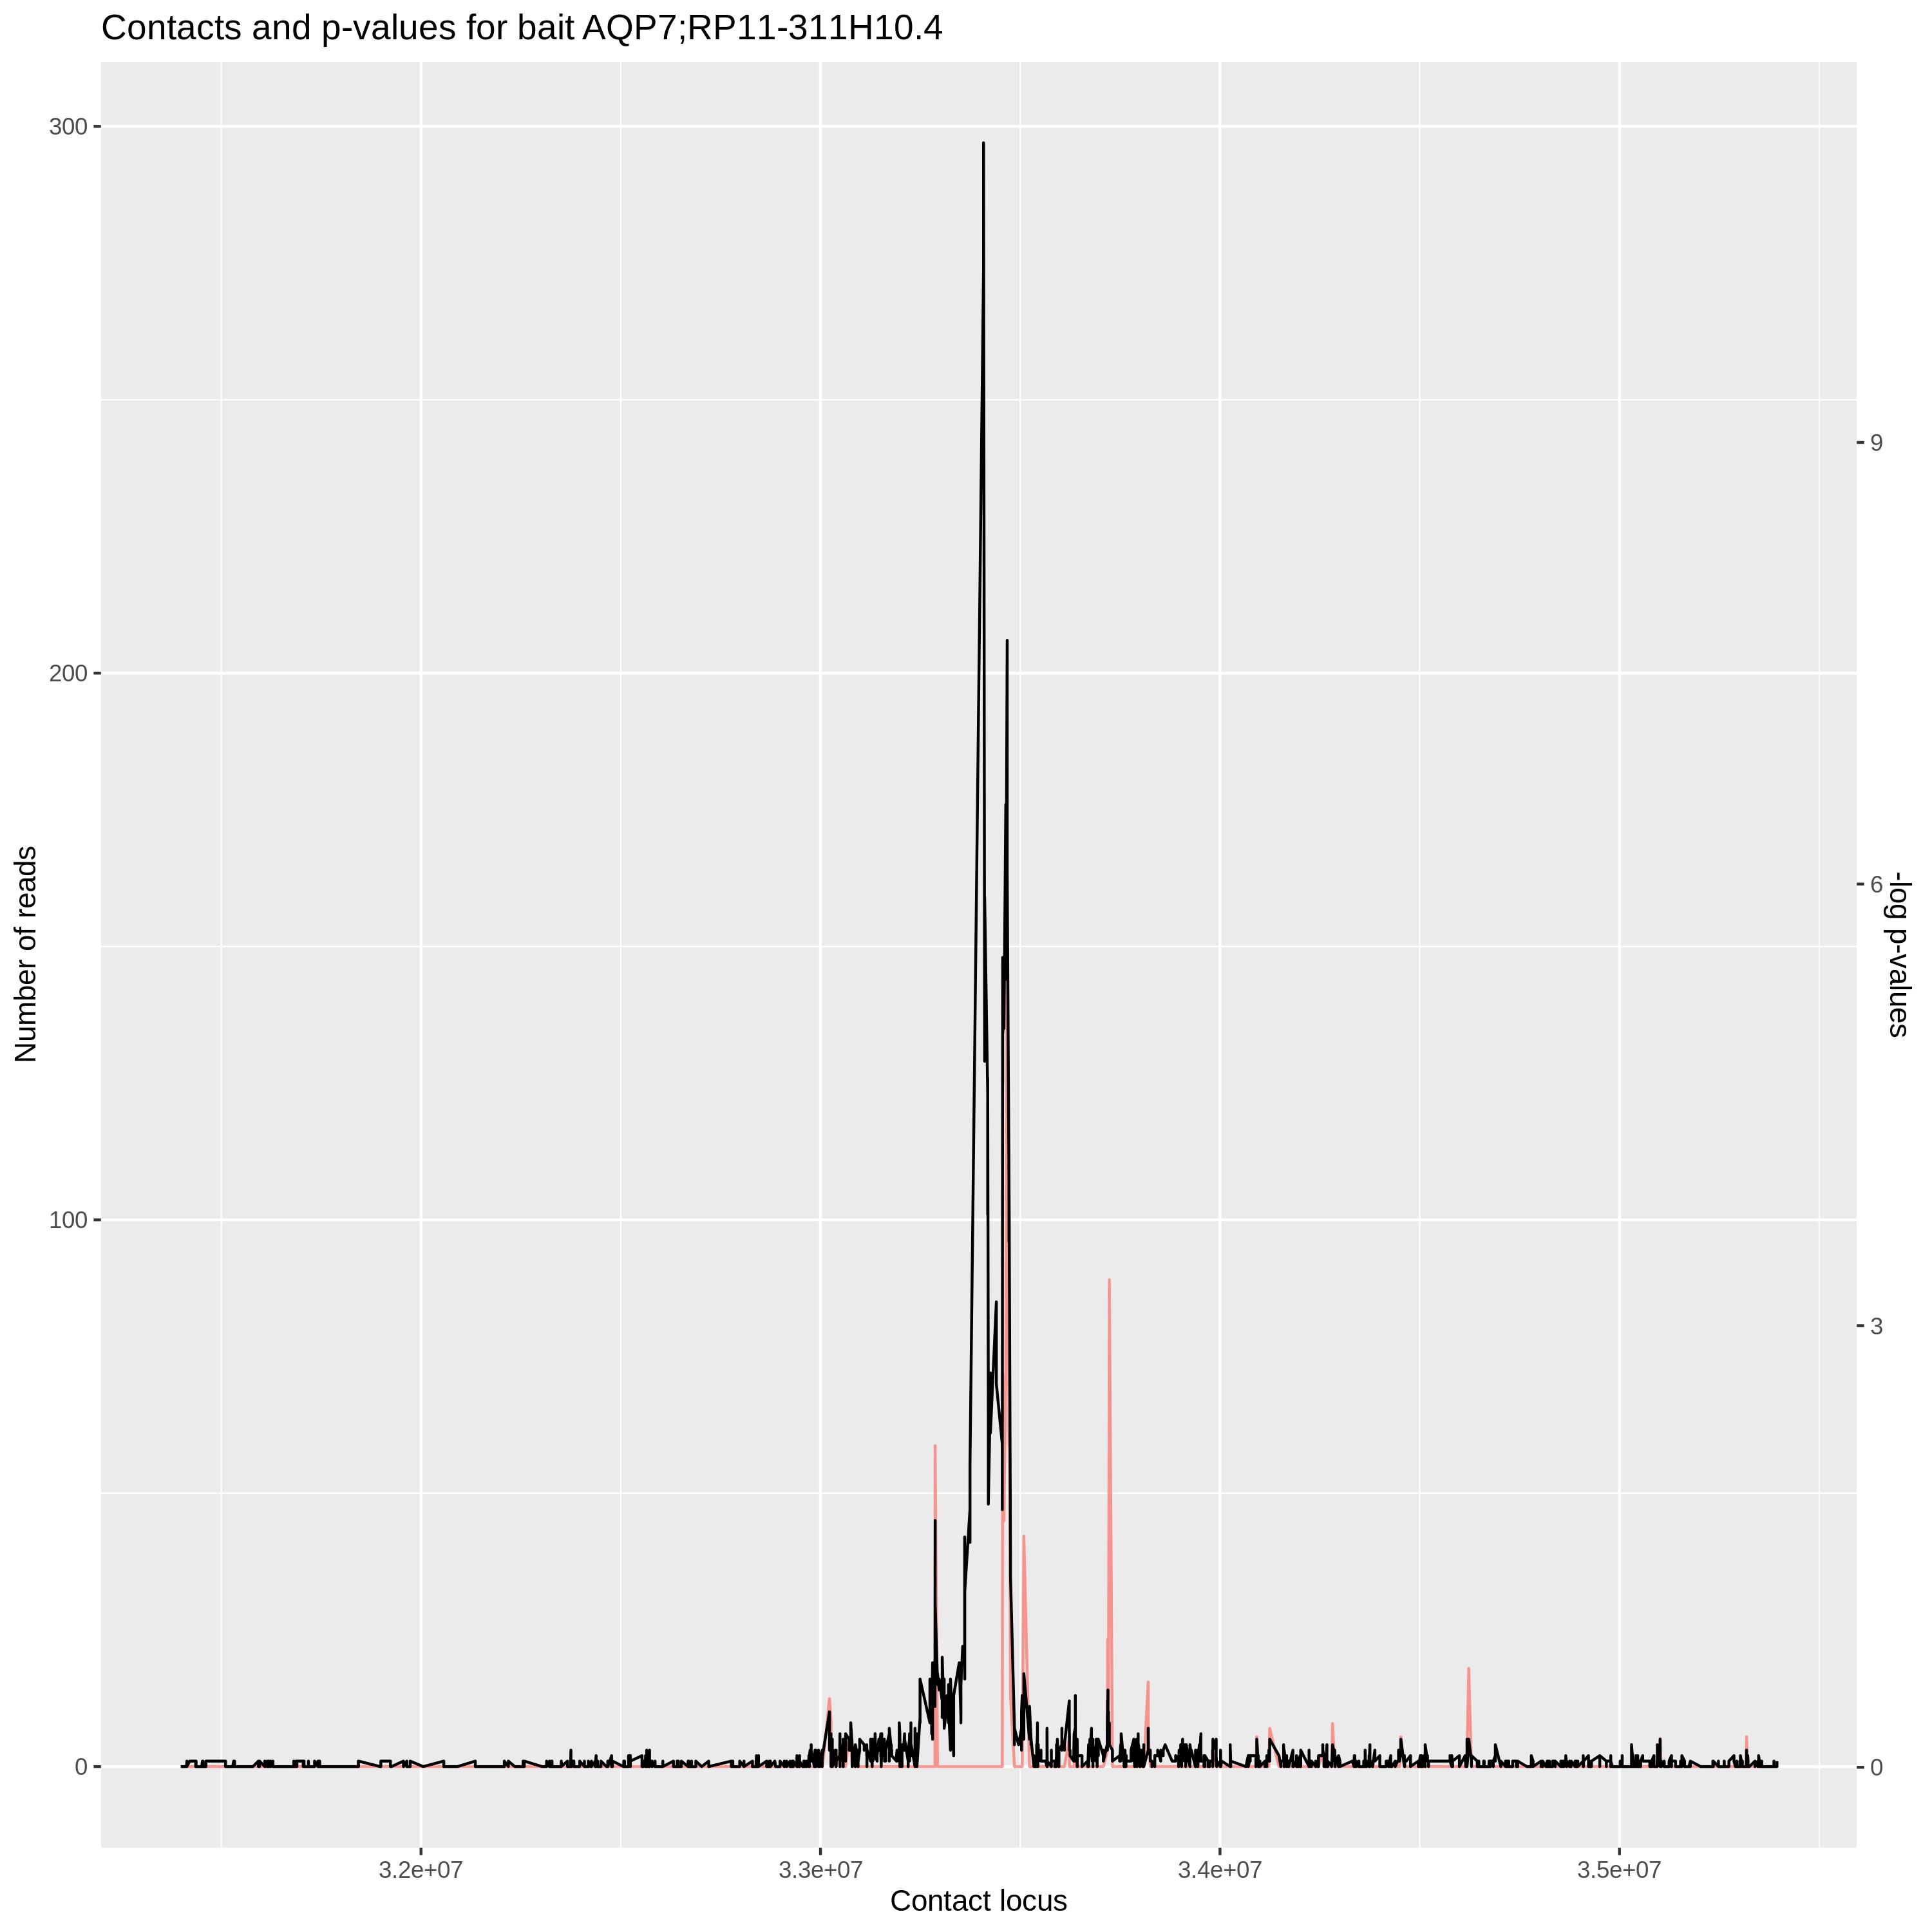 Contacts and p-values for bait AQP7;RP11-311H10.4
300
200
100
0
Number of reads
9
6
3
0
-log p-values
3.2e+07 3.3e+07 3.4e+07 3.5e+07
Contact locus